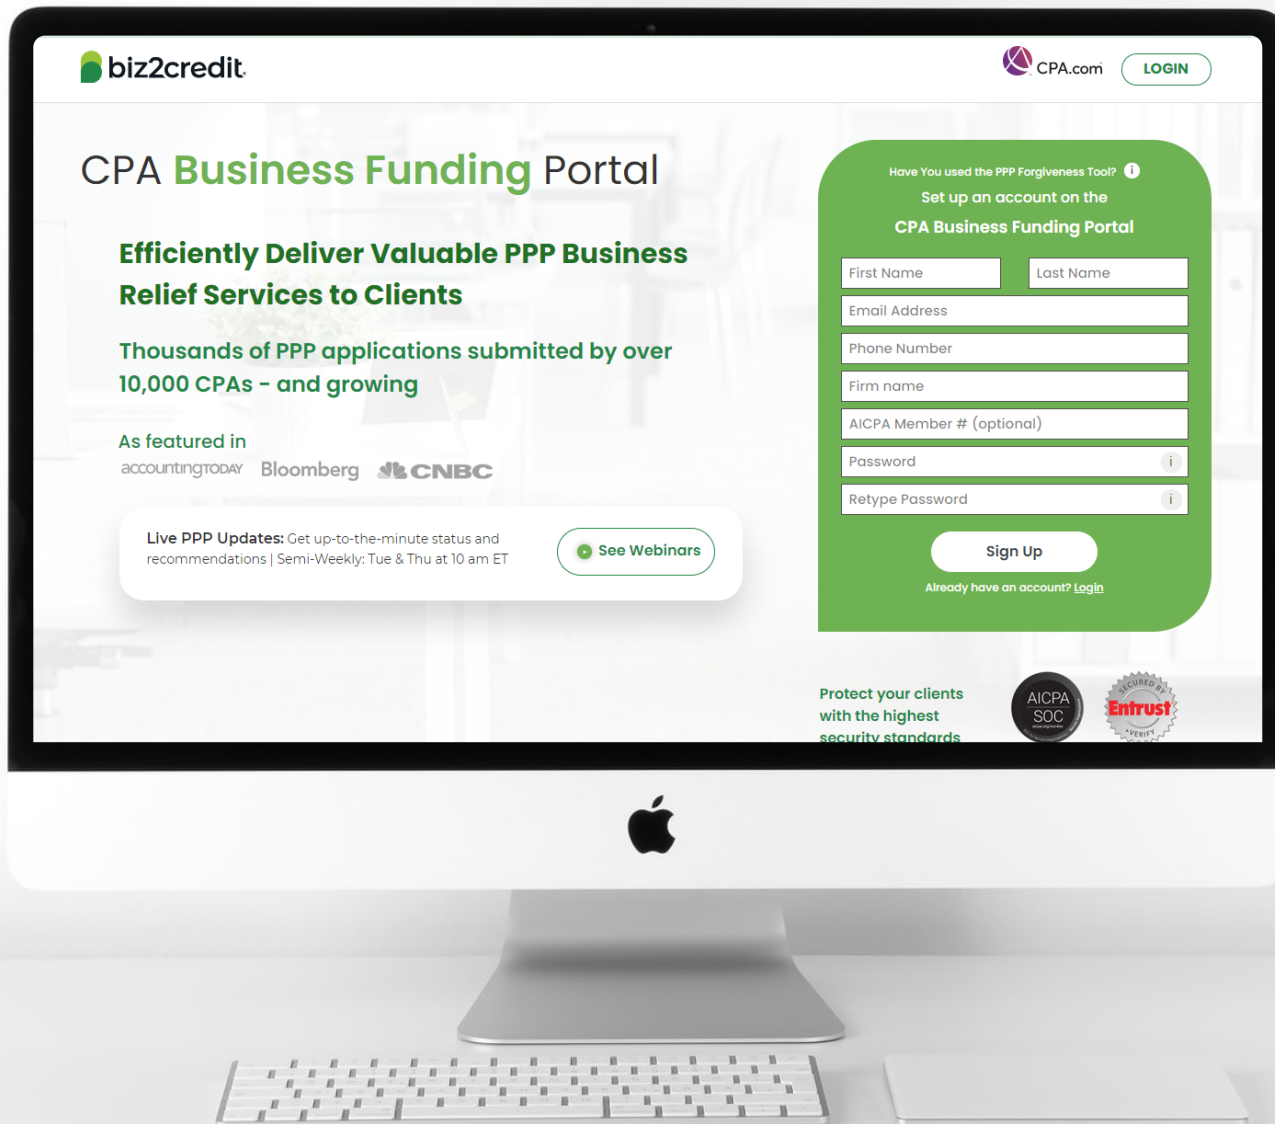 biz2credit
CPA.com
LOGIN
CPA Business Funding Portal
Efficiently Deliver Valuable PPP Business
Relief Services to Clients
Thousands of PPP applications submitted by over
10,000 CPAs - and growing
As featured in
accountingTODAY Bloomberg CNBC
Live PPP Updates: Get up-to-the-minute status and
recommendations | Semi-Weekly: Tue & Thu at 10 am ET
See Webinars
Have You used the PPP Forgiveness Tool? i
Set up an account on the
CPA Business Funding Portal
First Name
Last Name
Email Address
Phone Number
Firm name
AICPA Member # (optional)
Password i
Retype Password i
Sign Up
Already have an account? Login
Protect your clients
with the highest
security standards
AICPA
SOC
SECURED BY
Entrust
VERIFY